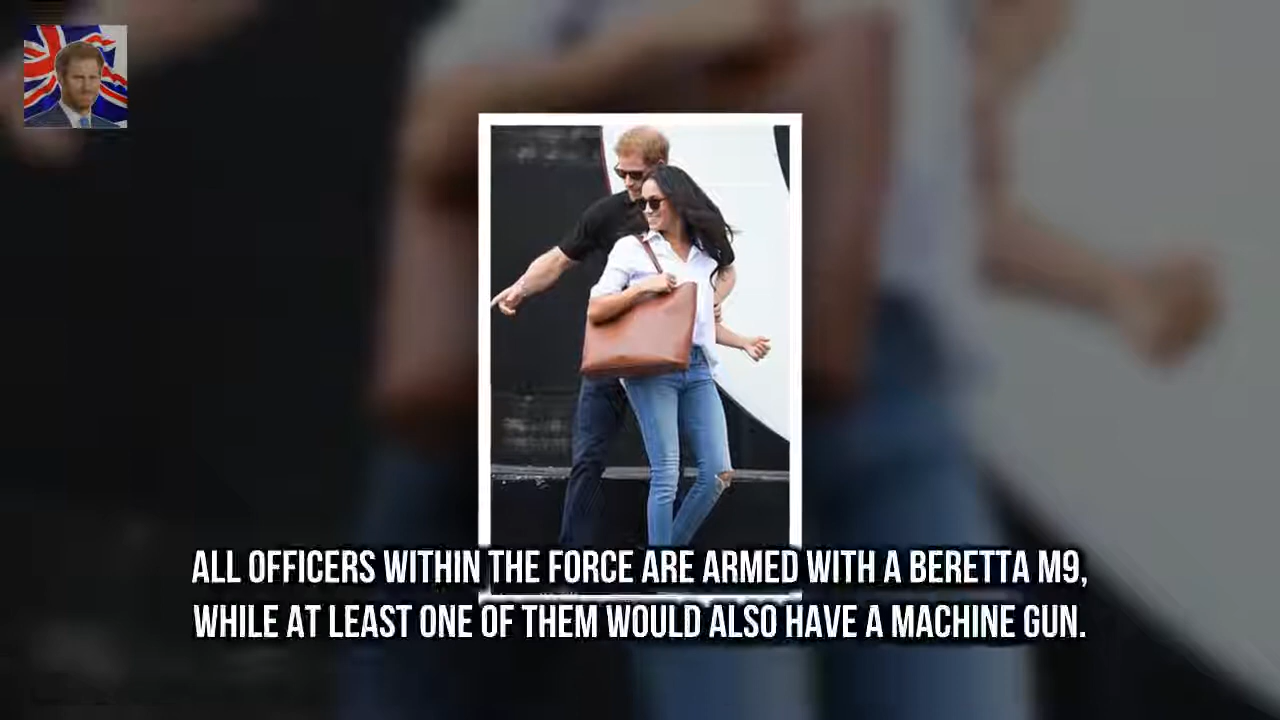 ALL OFFICERS WITHIN THE FORCE ARE ARMED WITH A BERETTA M9,
WHILE AT LEAST ONE OF THEM WOULD ALSO HAVE A MACHINE GUN.